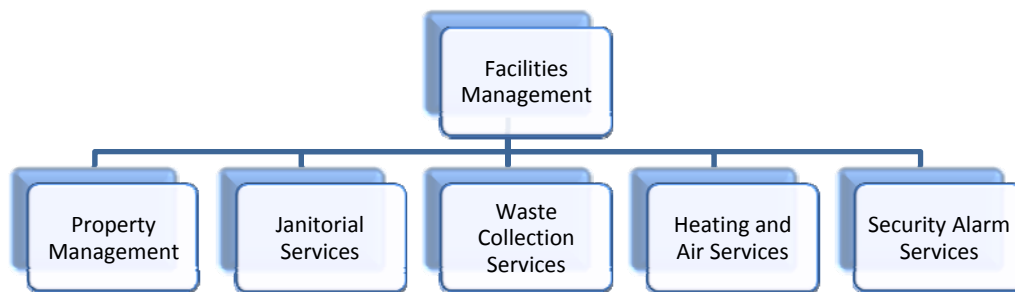 Facilities
Management
Property
Management
Janitorial
Services
Waste
Collection
Services
Heating and
Air Services
Security Alarm
Services